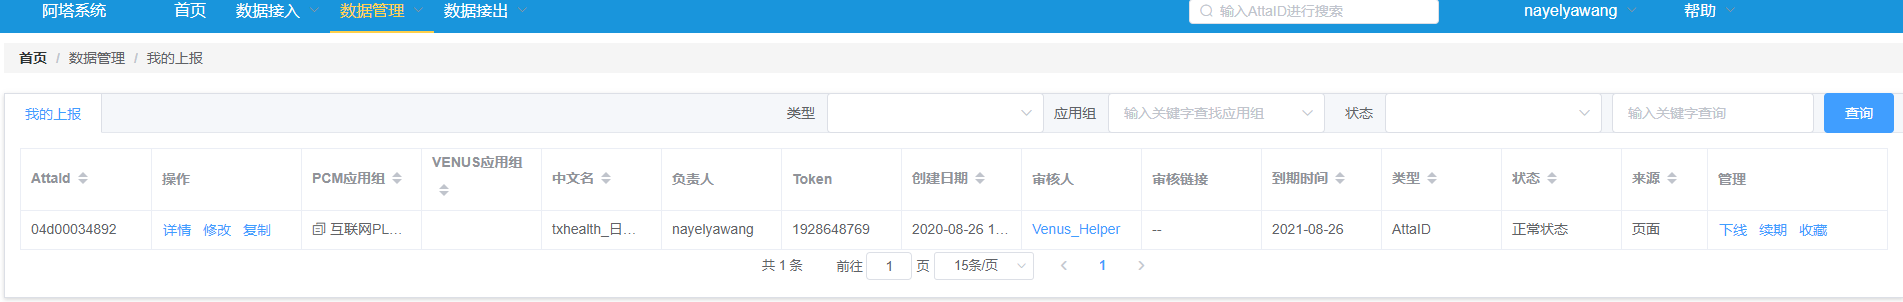 阿塔系统 首页 数据接入 数据管理 数据接出 输入AttaID进行搜索 nayelyawang 帮助
首页 / 数据管理 / 我的上报
我的上报 类型 应用组 输入关键字查找应用组 状态 输入关键字查询 查询
AttaId 操作 PCM应用组 VENUS应用组 中文名 负责人 Token 创建日期 审核人 审核链接 到期时间 类型 状态 来源 管理
04d00034892 详情 修改 复制 互联网PL... txhealth_日... nayelyawang 1928648769 2020-08-26 1... Venus_Helper -- 2021-08-26 AttaID 正常状态 页面 下线 续期 收藏
共 1 条 前往 1 页 15条/页 < 1 >